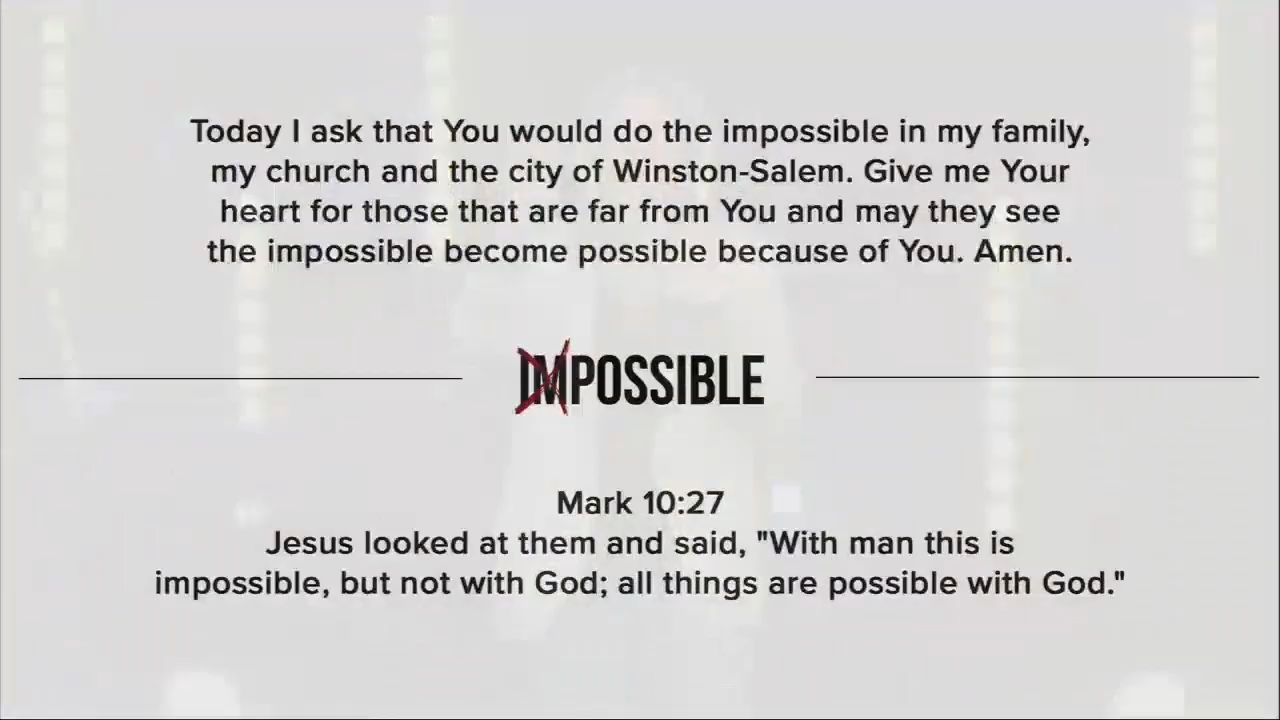 Today I ask that You would do the impossible in my family,
my church and the city of Winston-Salem. Give me Your
heart for those that are far from You and may they see
the impossible become possible because of You. Amen.
IMPOSSIBLE
Mark 10:27
Jesus looked at them and said, "With man this is
impossible, but not with God; all things are possible with God."